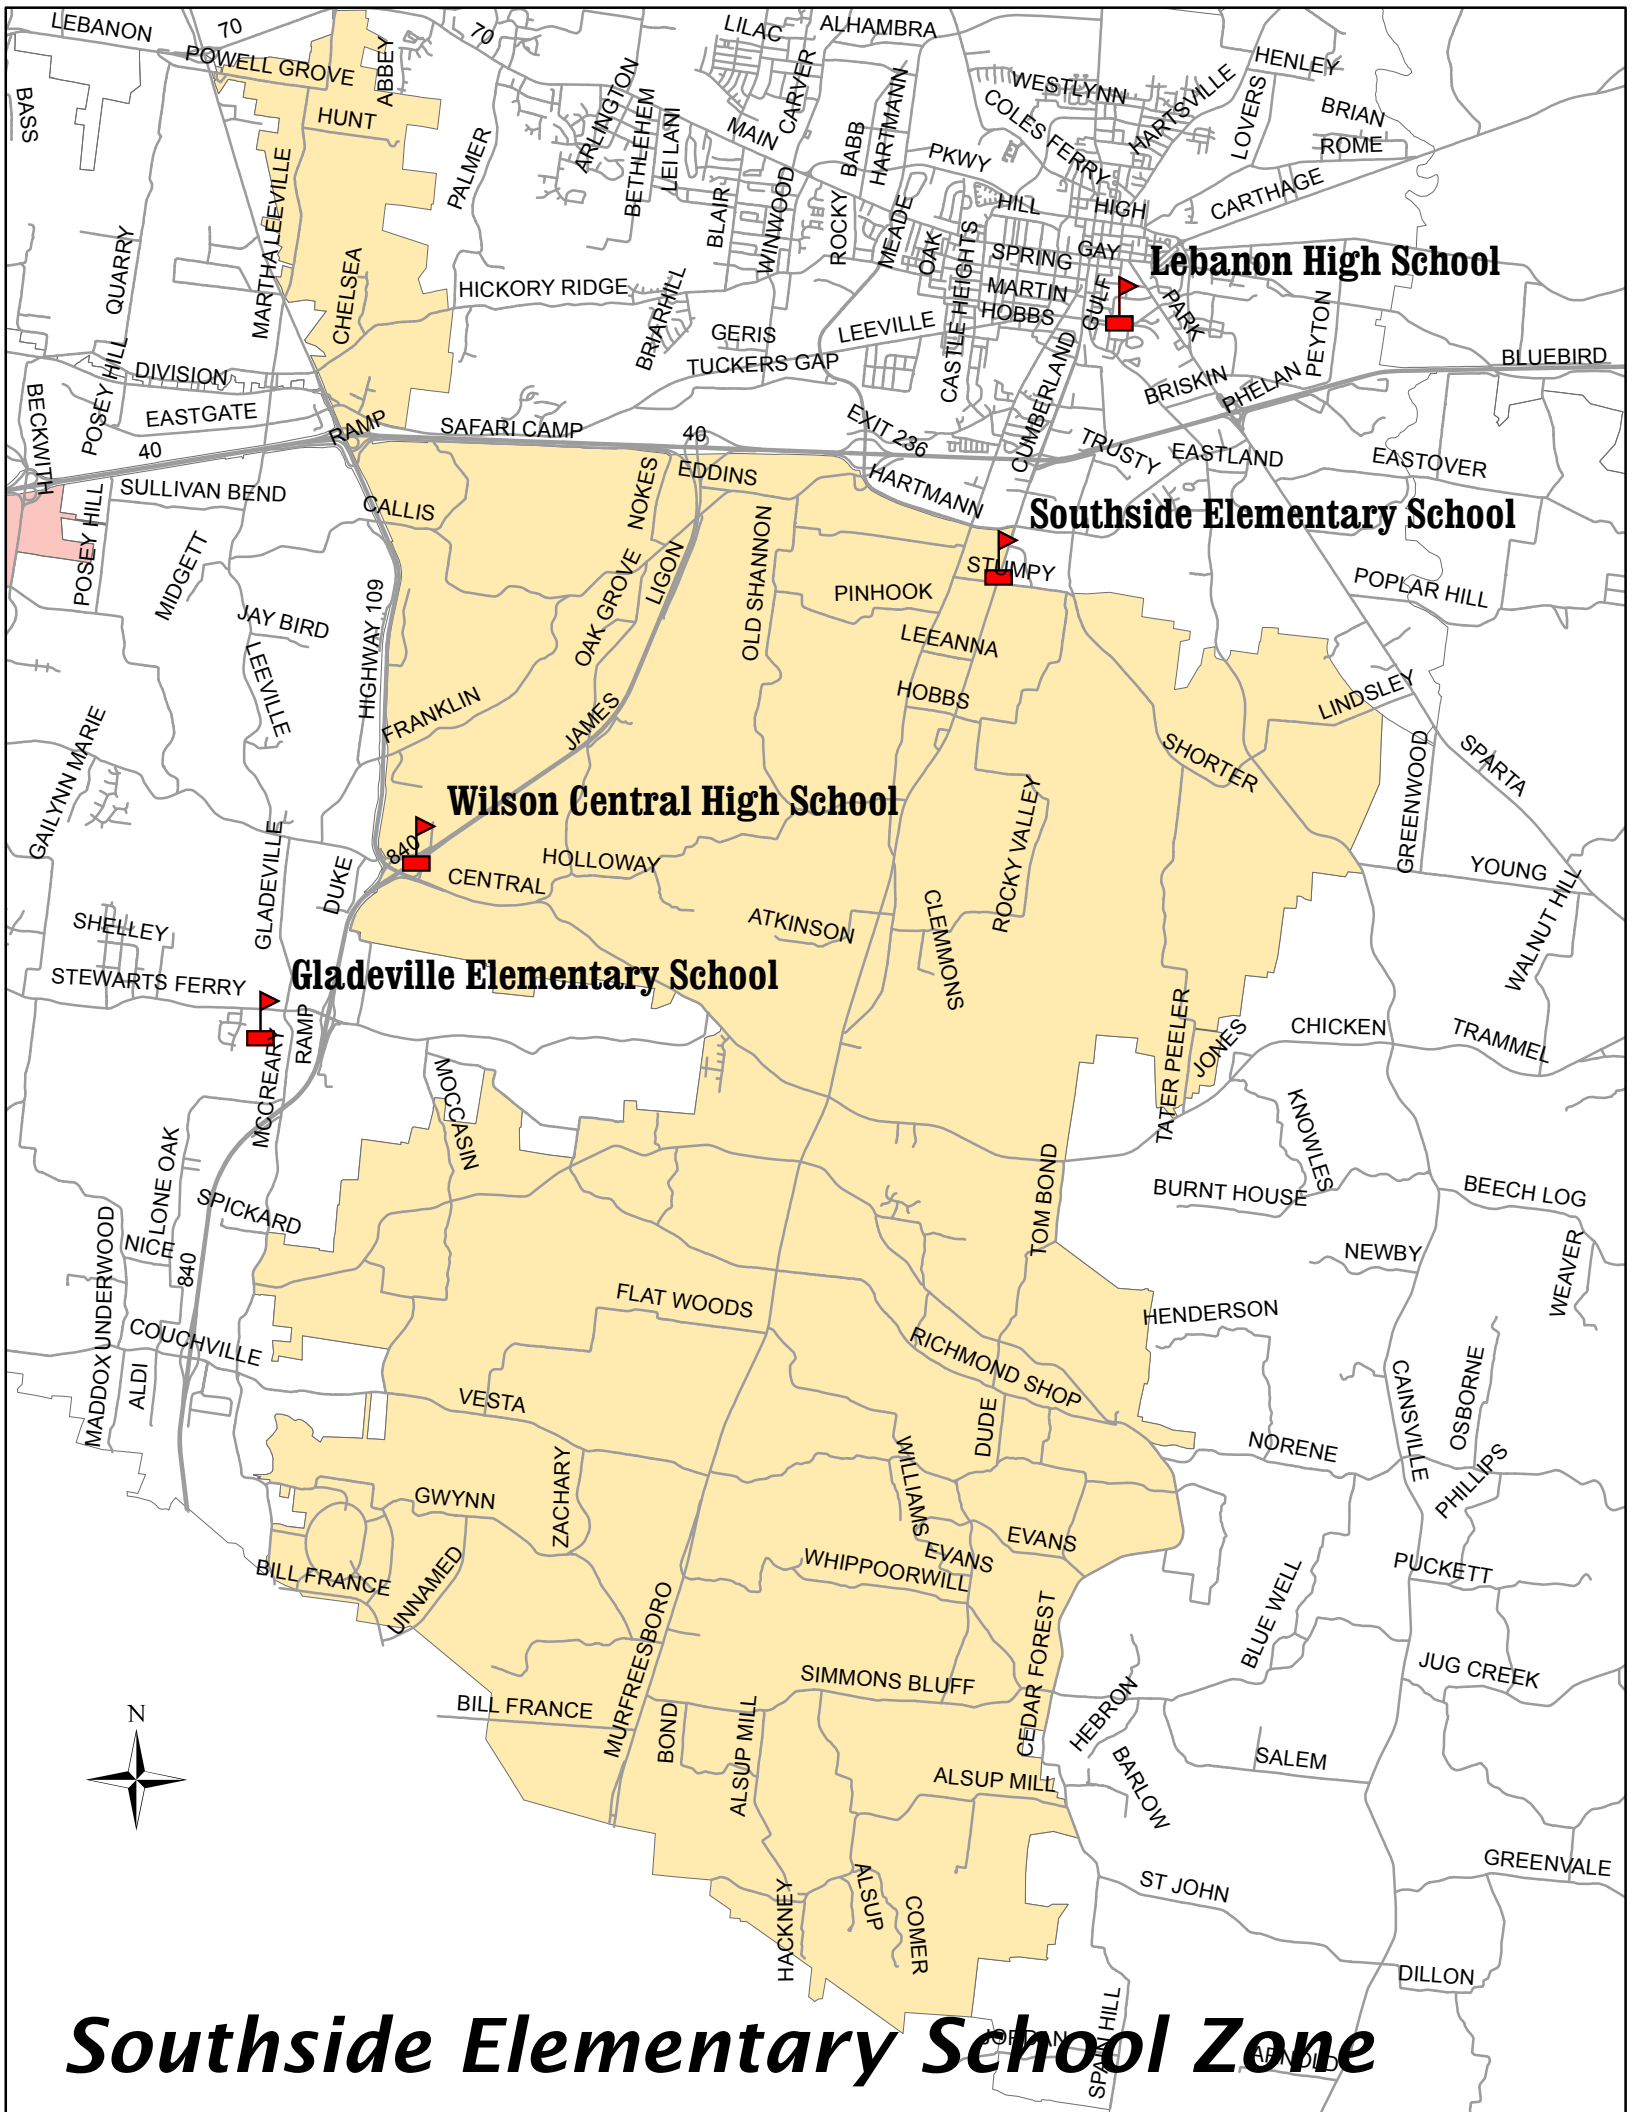 LEBANON
70
70
LILAC
ALHAMBRA
POWELL GROVE
ABBEY
HENLEY
BASS
HUNT
ARLINGTON
CARVER
WESTLYNN
HARTSVILLE
LOVERS
BRIAN
ROME
BETHLEHEM
LEILANI
MAIN
BABB
HARTMANN
COLES FERRY
PKWY
PALMER
CARTHAGE
MARTHA LEEVILLE
BLAIR
WINWOOD
ROCKY
MEADE
OAK
HILL
HIGH
QUARRY
CHELSEA
CASTLE HEIGHTS
SPRING
GAY
Lebanon High School
HICKORY RIDGE
MARTIN
GULF
PARK
PEYTON
BRIARHILL
GERIS
LEEVILLE
HOBBS
POSEY HILL
DIVISION
TUCKERS GAP
CUMBERLAND
BLUEBIRD
BECKWITH
EASTGATE
BRISKIN
PHELAN
RAMP
SAFARI CAMP
40
EXIT 236
40
TRUSTY
EASTLAND
EASTOVER
SULLIVAN BEND
CALLIS
NOKES
EDDINS
HARTMANN
POSEY HILL
MIDGETT
OAK GROVE
LIGON
OLD SHANNON
Southside Elementary School
STUMPY
PINHOOK
POPLAR HILL
JAY BIRD
HIGHWAY 109
LEEANNA
LEEVILLE
FRANKLIN
JAMES
HOBBS
LINDSLEY
GAILYNN MARIE
SHORTER
GREENWOOD
SPARTA
Wilson Central High School
ROCKY VALLEY
840
GLADEVILLE
DUKE
CENTRAL
HOLLOWAY
YOUNG
WALNUT HILL
SHELLEY
ATKINSON
CLEMMONS
STEWARTS FERRY
Gladeville Elementary School
RAMP
MCCREARY
TATER PEELER
JONES
CHICKEN
TRAMMEL
MOCCASIN
KNOWLES
LONE OAK
TOM BOND
BURNT HOUSE
BEECH LOG
SPICKARD
NICE
840
UNDERWOOD
NEWBY
WEAVER
FLAT WOODS
HENDERSON
COUCHVILLE
MADDOX
ALDI
RICHMOND SHOP
VESTA
CAINSVILLE
OSBORNE
DUDE
NORENE
ZACHARY
WILLIAMS
PHILLIPS
GWYNN
EVANS
EVANS
BILL FRANCE
UNNAMED
WHIPPOORWILL
PUCKETT
BLUE WELL
MURFREESBORO
CEDAR FOREST
SIMMONS BLUFF
JUG CREEK
BILL FRANCE
BOND
ALSUP MILL
HEBRON
N
SALEM
BARLOW
ALSUP MILL
HACKNEY
ALSUP
COMER
ST JOHN
GREENVALE
DILLON
SPAIN HILL
JORDAN
ARNOLD
Southside Elementary School Zone